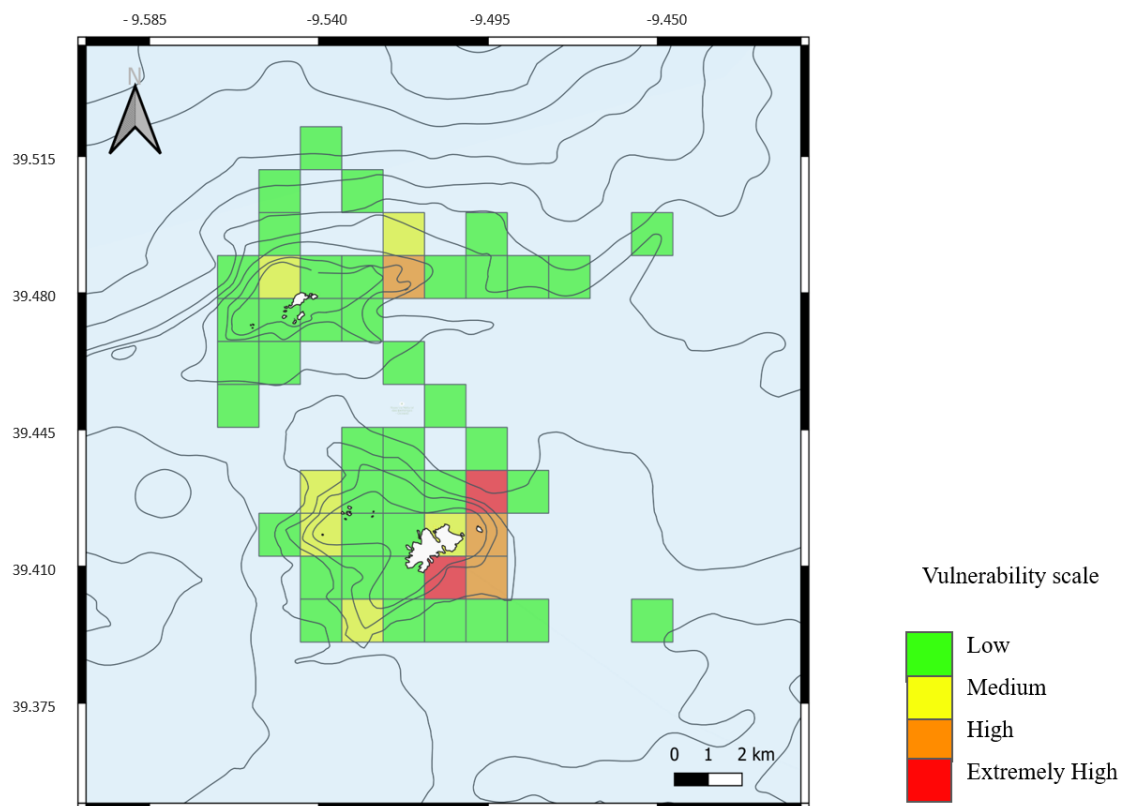 - 9.585 -9.540 -9.495 -9.450
N
39.515
39.480
39.445
39.410
39.375
Vulnerability scale
Low
Medium
High
Extremely High
0 1 2 km